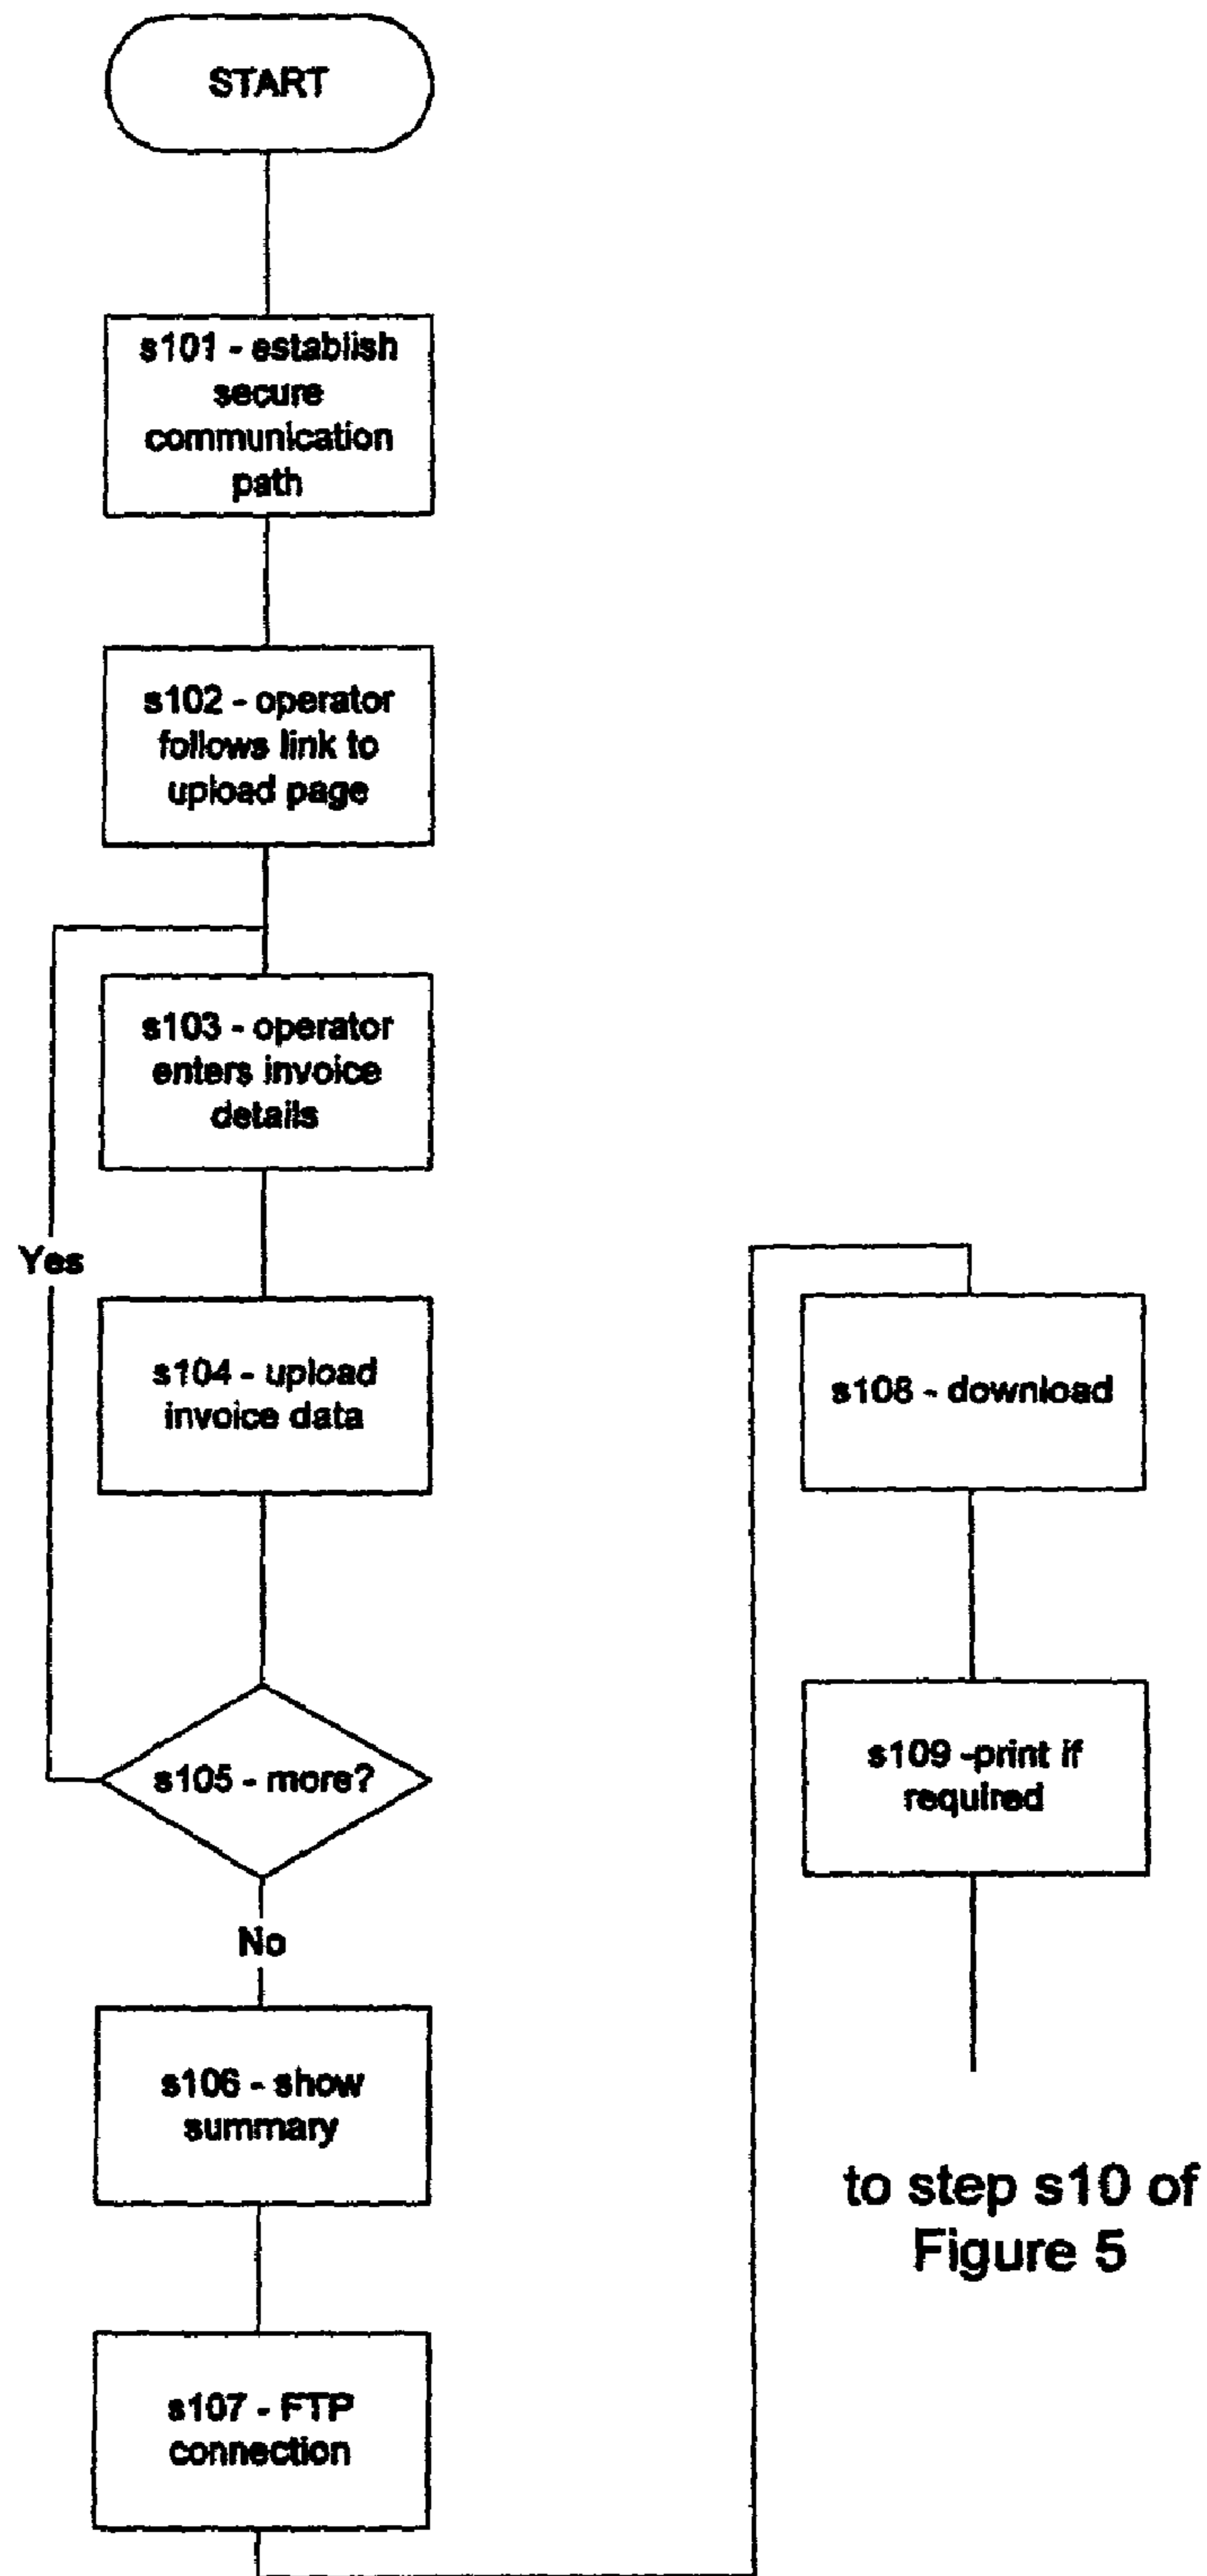 START
s101 - establish
secure
communication
path
s102 - operator
follows link to
upload page
s103 - operator
enters invoice
details
Yes
s104 - upload
invoice data
s105 - more?
No
s106 - show
summary
s107 - FTP
connection
s108 - download
s109 -print if
required
to step s10 of
Figure 5